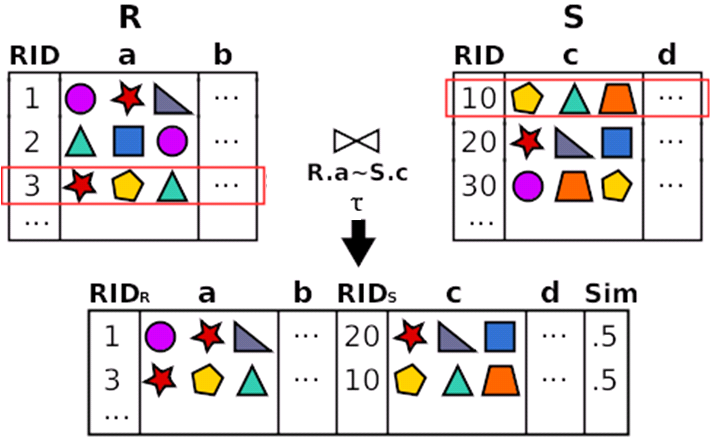 R
S
RID a b
RID c d
1 ...
2 ...
3 ...
...
10 ...
20 ...
30 ...
...
R.a~S.c
τ
RIDR a b RIDS c d Sim
1 ... 20 ... .5
3 ... 10 ... .5
...